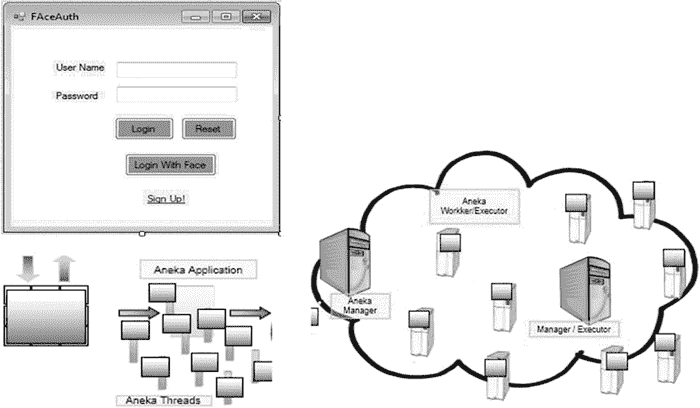 FAceAuth
User Name
Password
Login
Reset
Login With Face
Sign Up!
Aneka Application
Aneka Threads
Aneka
Workker/Executor
Aneka
Manager
Manager / Executor